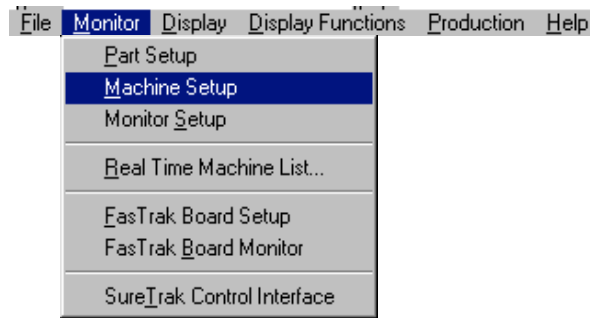 File Monitor Display Display Functions Production Help
Part Setup
Machine Setup
Monitor Setup
Real Time Machine List...
FasTrak Board Setup
FasTrak Board Monitor
SureTrak Control Interface